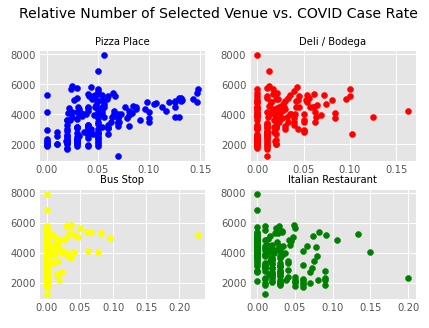 Relative Number of Selected Venue vs. COVID Case Rate
Pizza Place
Deli / Bodega
8000
6000
4000
2000
0.00 0.05 0.10 0.15
8000
6000
4000
2000
0.00 0.05 0.10 0.15
Bus Stop
Italian Restaurant
8000
6000
4000
2000
0.00 0.05 0.10 0.15 0.20
8000
6000
4000
2000
0.00 0.05 0.10 0.15 0.20